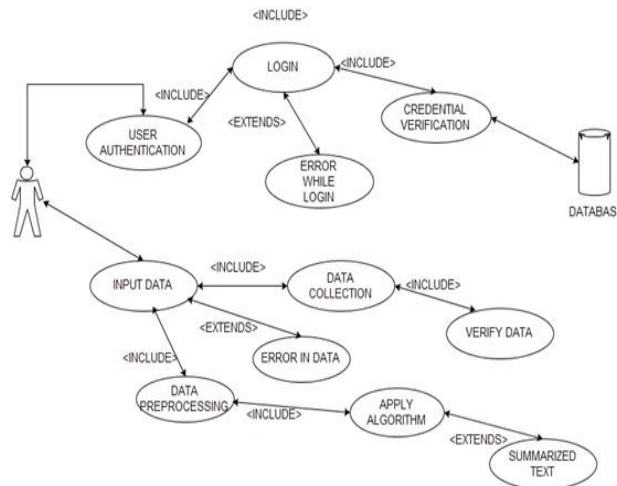 <INCLUDE>
LOGIN
<INCLUDE>
<INCLUDE>
CREDENTIAL
VERIFICATION
<EXTENDS>
USER
AUTHENTICATION
ERROR
WHILE
LOGIN
DATABAS
<INCLUDE>
DATA
COLLECTION
<INCLUDE>
INPUT DATA
<EXTENDS>
VERIFY DATA
ERROR IN DATA
<INCLUDE>
DATA
PREPROCESSING
<INCLUDE>
APPLY
ALGORITHM
<EXTENDS>
SUMMARIZED
TEXT